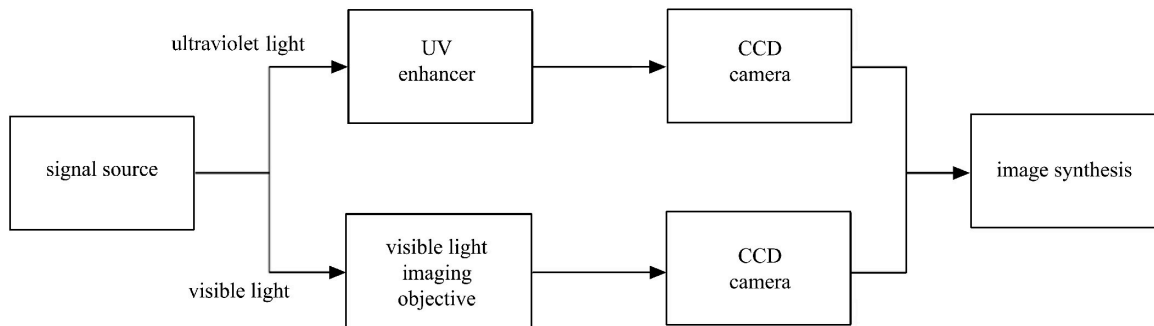 ultraviolet light
UV
enhancer
CCD
camera
signal source
image synthesis
visible light
visible light
imaging
objective
CCD
camera